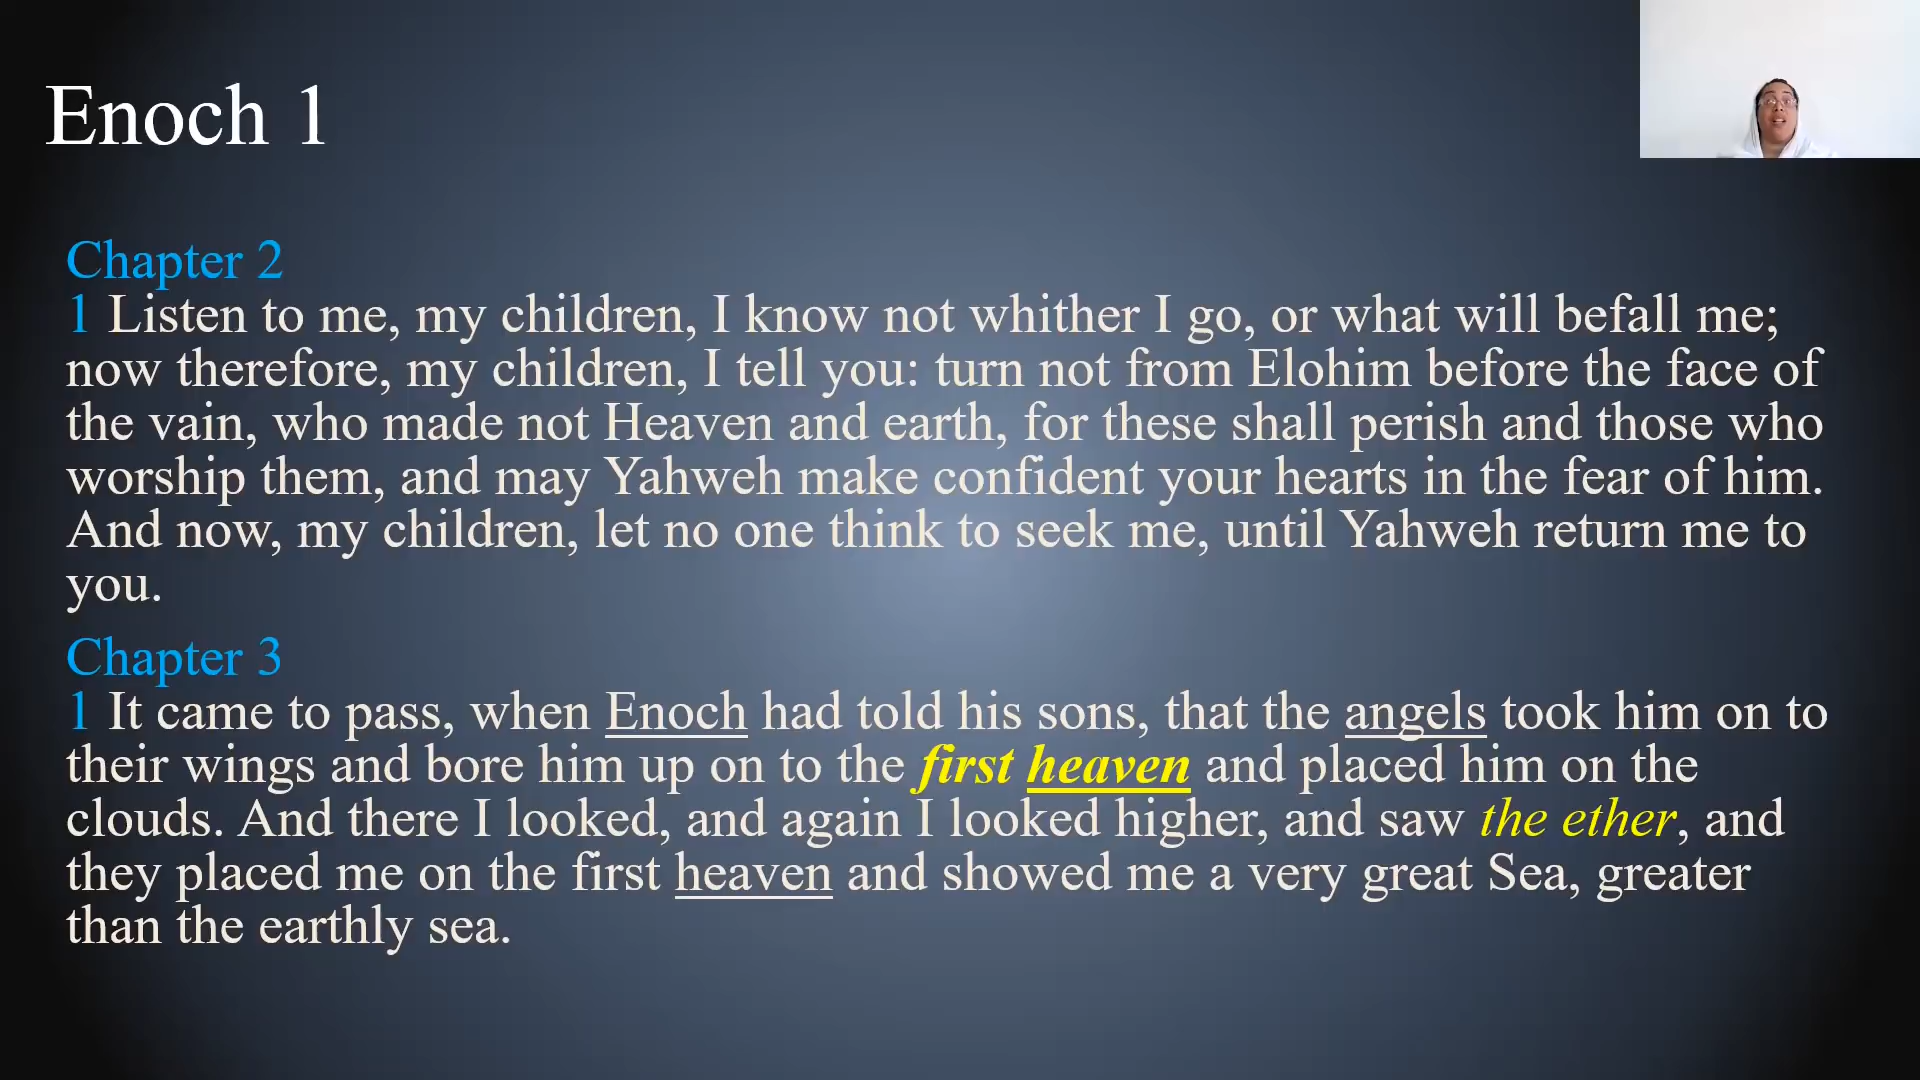 Enoch 1
Chapter 2
1 Listen to me, my children, I know not whither I go, or what will befall me;
now therefore, my children, I tell you: turn not from Elohim before the face of
the vain, who made not Heaven and earth, for these shall perish and those who
worship them, and may Yahweh make confident your hearts in the fear of him.
And now, my children, let no one think to seek me, until Yahweh return me to
you.
Chapter 3
1 It came to pass, when Enoch had told his sons, that the angels took him on to
their wings and bore him up on to the first heaven and placed him on the
clouds. And there I looked, and again I looked higher, and saw the ether, and
they placed me on the first heaven and showed me a very great Sea, greater
than the earthly sea.